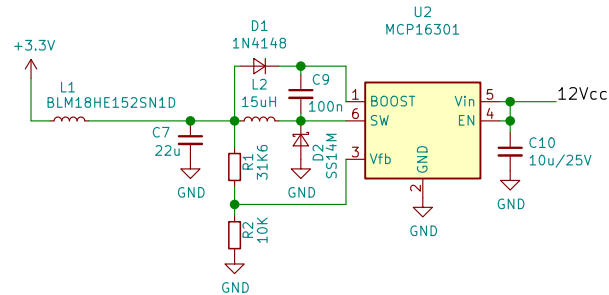 U2
MCP16301
D1
1N4148
+3.3V
L1
BLM18HE152SN1D
L2
15uH
C9
100n
1
BOOST
Vin
5
12Vcc
6
SW
EN
4
C7
22u
GND
R1
31K6
D2
SS14M
GND
3
Vfb
GND
2
C10
10u/25V
GND
GND
R2
10K
GND